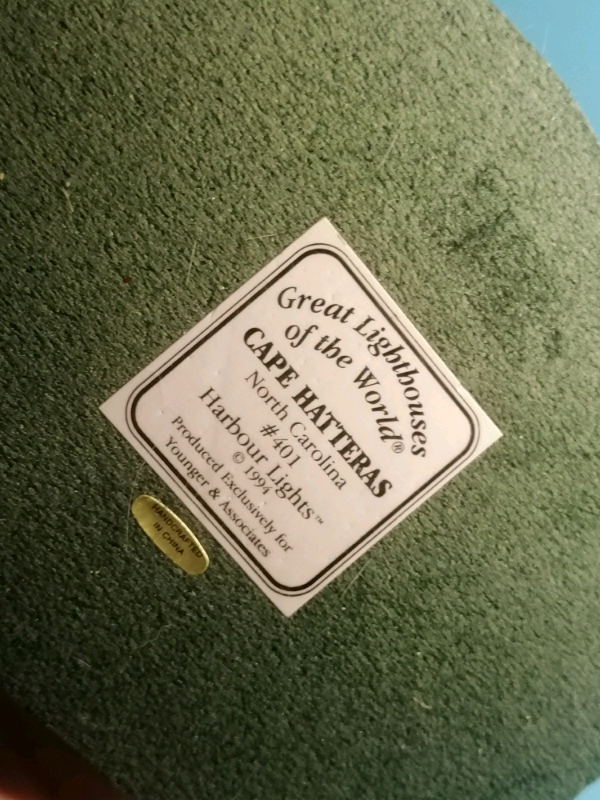 Great Lighthouses
of the World®
CAPE HATTERAS
North Carolina
#401
Harbour Lights™
© 1994
Produced Exclusively for
Younger & Associates
HANDCRAFTED
IN CHINA